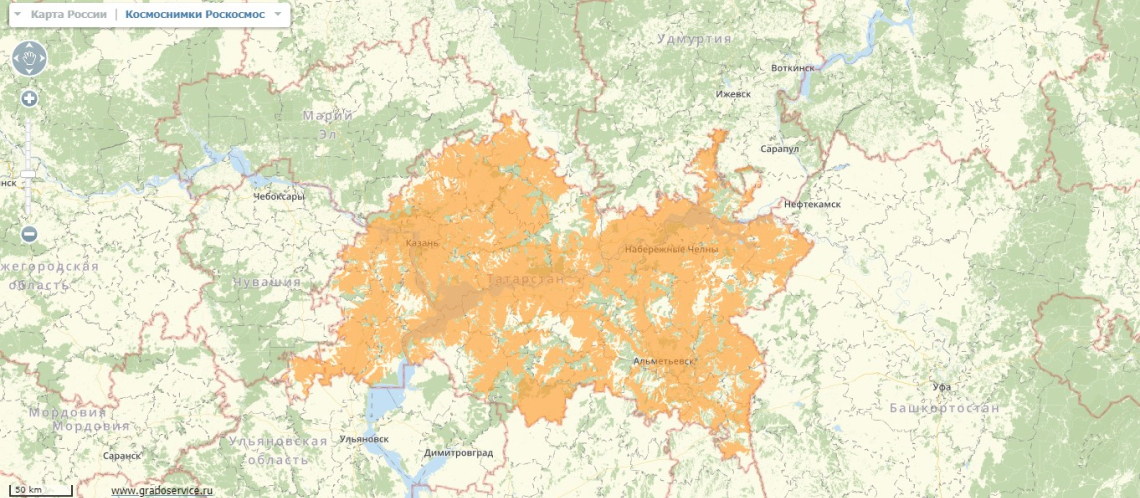 Карта России | Космоснимки Роскосмос
Удмуртия
Воткинск
Ижевск
Марий
Эл
Сарапул
нск
Чебоксары
Нефтекамск
Казань
Набережные Челны
жегородская
область
Чувашия
Татарстан
Альметьевск
Уфа
Башкортостан
Мордовия
Мордовия
Ульяновская
область
Ульяновск
Саранск
Димитровград
50 km
www.gradoservice.ru